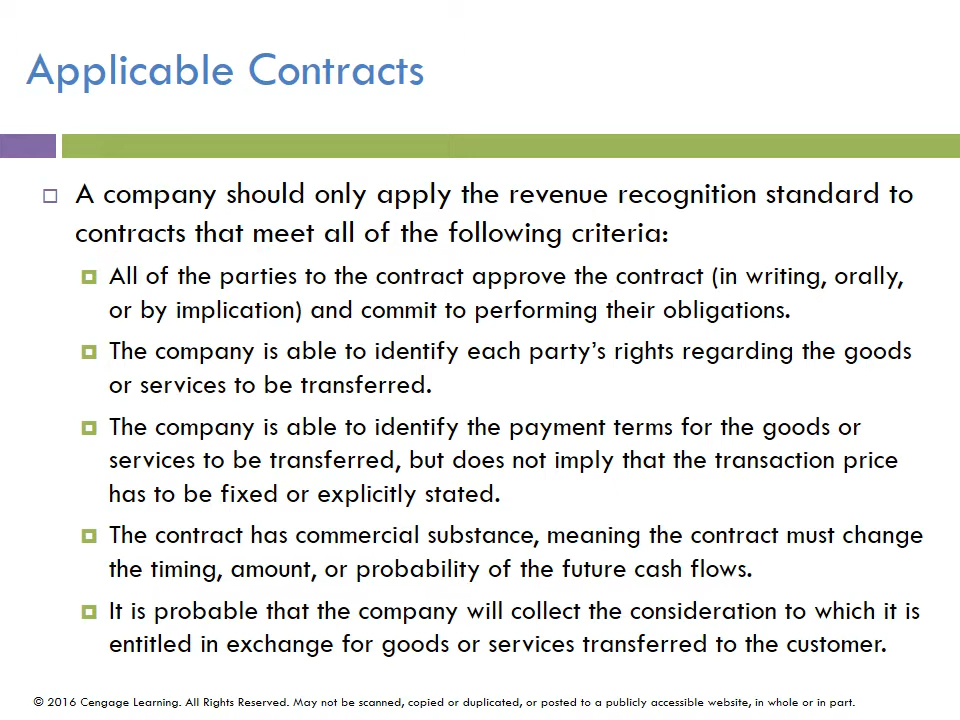 Applicable Contracts
A company should only apply the revenue recognition standard to
contracts that meet all of the following criteria:
All of the parties to the contract approve the contract (in writing, orally,
or by implication) and commit to performing their obligations.
The company is able to identify each party’s rights regarding the goods
or services to be transferred.
The company is able to identify the payment terms for the goods or
services to be transferred, but does not imply that the transaction price
has to be fixed or explicitly stated.
The contract has commercial substance, meaning the contract must change
the timing, amount, or probability of the future cash flows.
It is probable that the company will collect the consideration to which it is
entitled in exchange for goods or services transferred to the customer.
© 2016 Cengage Learning. All Rights Reserved. May not be scanned, copied or duplicated, or posted to a publicly accessible website, in whole or in part.